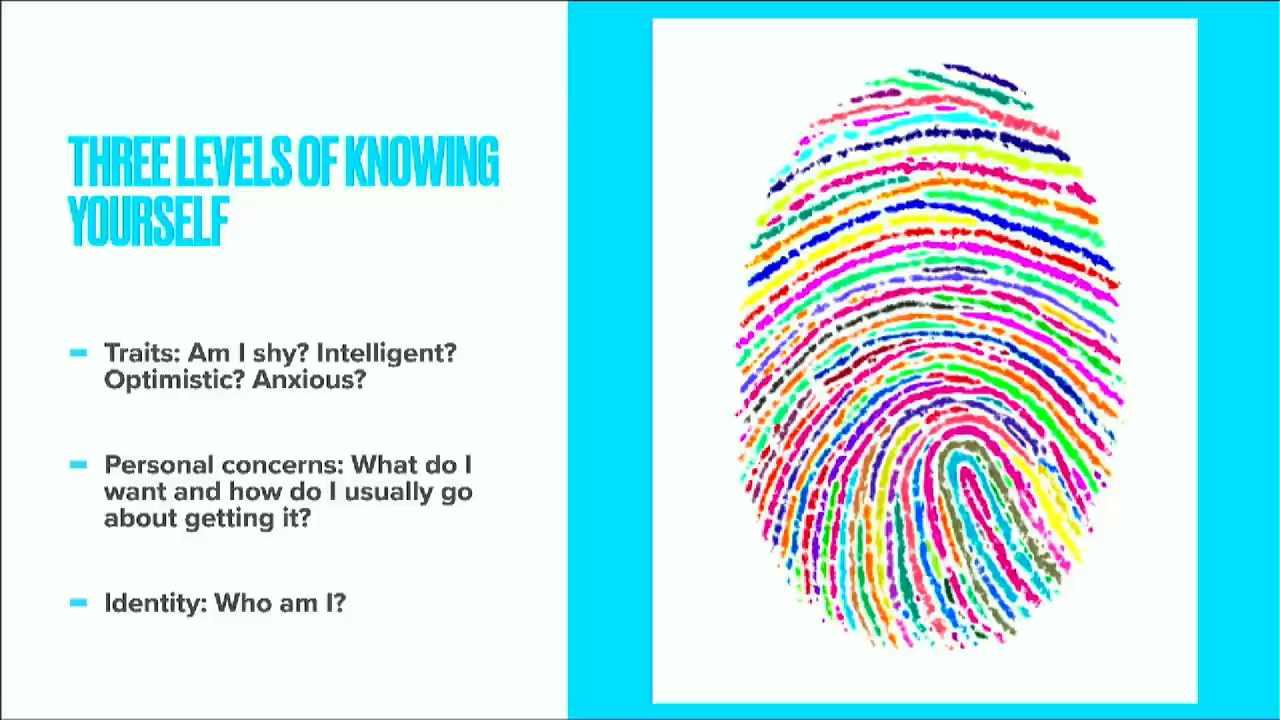 THREE LEVELS OF KNOWING
YOURSELF
– Traits: Am I shy? Intelligent?
Optimistic? Anxious?
– Personal concerns: What do I
want and how do I usually go
about getting it?
– Identity: Who am I?